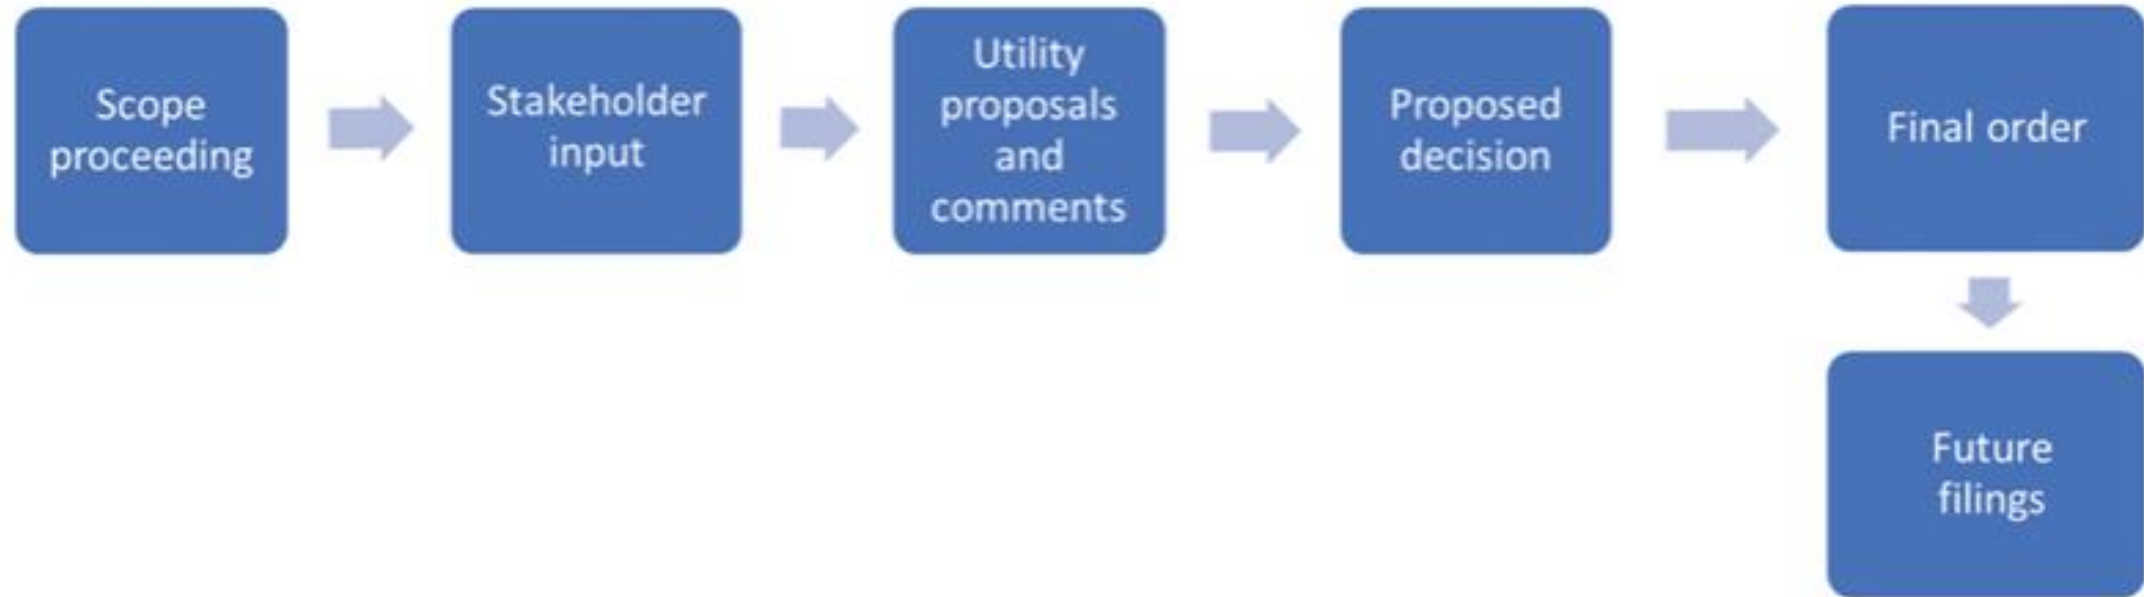 Scope
proceeding
Stakeholder
input
Utility
proposals
and
comments
Proposed
decision
Final order
Future
filings